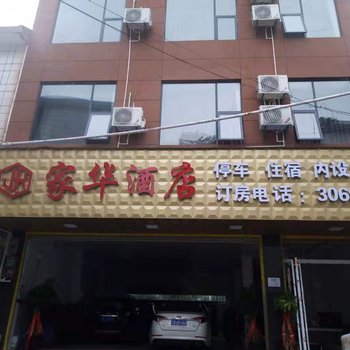 家华酒店
停车 住宿 内设
订房电话：306